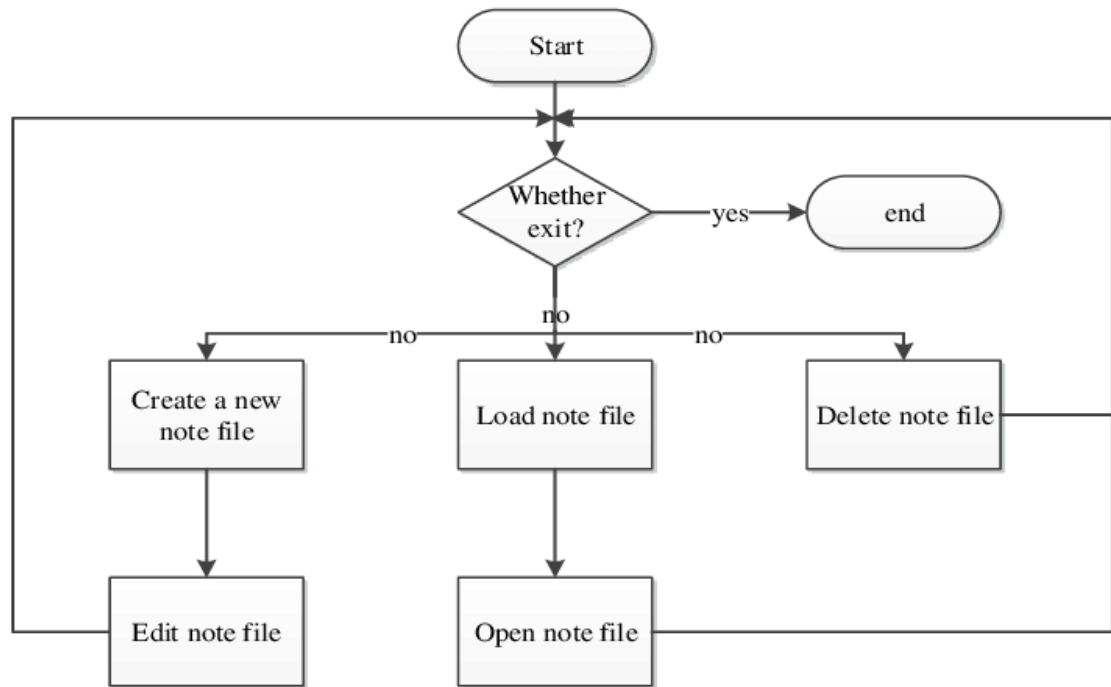 Start
Whether
exit?
yes
end
no
no
no
Create a new
note file
Load note file
Delete note file
Edit note file
Open note file